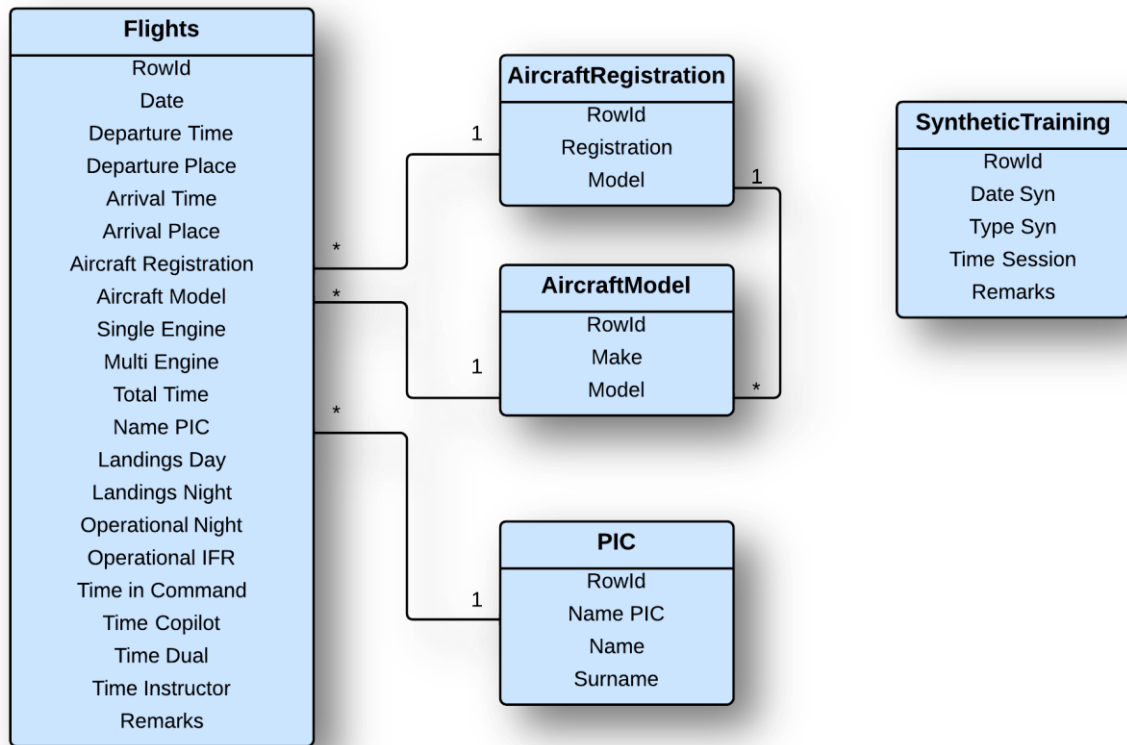 Flights
RowId
Date
Departure Time
Departure Place
Arrival Time
Arrival Place
Aircraft Registration
Aircraft Model
Single Engine
Multi Engine
Total Time
Name PIC
Landings Day
Landings Night
Operational Night
Operational IFR
Time in Command
Time Copilot
Time Dual
Time Instructor
Remarks
*
*
*
1
1
1
AircraftRegistration
RowId
Registration
Model
1
*
AircraftModel
RowId
Make
Model
PIC
RowId
Name PIC
Name
Surname
SyntheticTraining
RowId
Date Syn
Type Syn
Time Session
Remarks